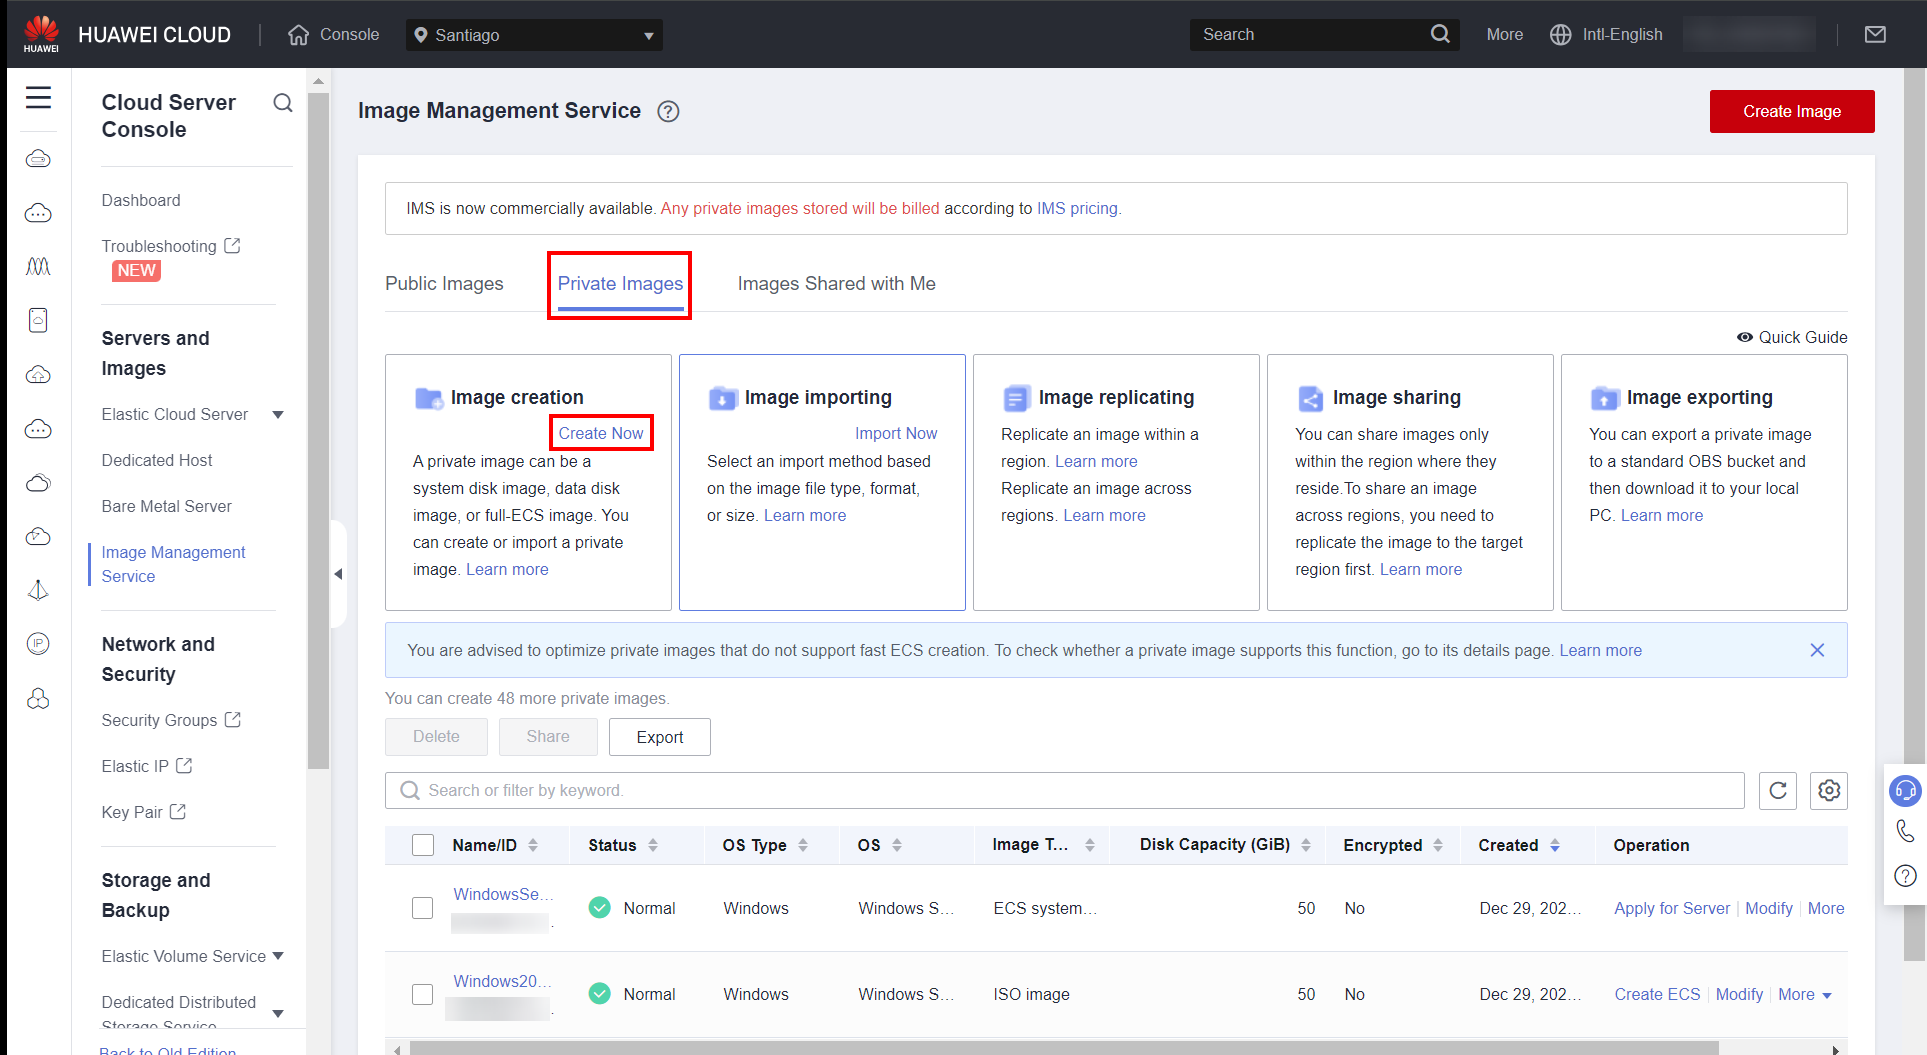 HUAWEI
HUAWEI CLOUD
Console
Santiago
Search
More
Intl-English
Cloud Server
Console
Dashboard
Troubleshooting
NEW
Servers and
Images
Elastic Cloud Server
Dedicated Host
Bare Metal Server
Image Management
Service
Network and
Security
Security Groups
Elastic IP
Key Pair
Storage and
Backup
Elastic Volume Service
Dedicated Distributed
Storage Service
Back to Old Edition
Image Management Service
Create Image
IMS is now commercially available. Any private images stored will be billed according to IMS pricing.
Public Images
Private Images
Images Shared with Me
Quick Guide
Image creation
Create Now
A private image can be a
system disk image, data disk
image, or full-ECS image. You
can create or import a private
image. Learn more
Image importing
Import Now
Select an import method based
on the image file type, format,
or size. Learn more
Image replicating
Replicate an image within a
region. Learn more
Replicate an image across
regions. Learn more
Image sharing
You can share images only
within the region where they
reside.To share an image
across regions, you need to
replicate the image to the target
region first. Learn more
Image exporting
You can export a private image
to a standard OBS bucket and
then download it to your local
PC. Learn more
You are advised to optimize private images that do not support fast ECS creation. To check whether a private image supports this function, go to its details page. Learn more
You can create 48 more private images.
Delete
Share
Export
Search or filter by keyword.
Name/ID Status OS Type OS Image T... Disk Capacity (GiB) Encrypted Created Operation
WindowsSe... Normal Windows Windows S... ECS system... 50 No Dec 29, 202... Apply for Server Modify More
Windows20... Normal Windows Windows S... ISO image 50 No Dec 29, 202... Create ECS Modify More
IP